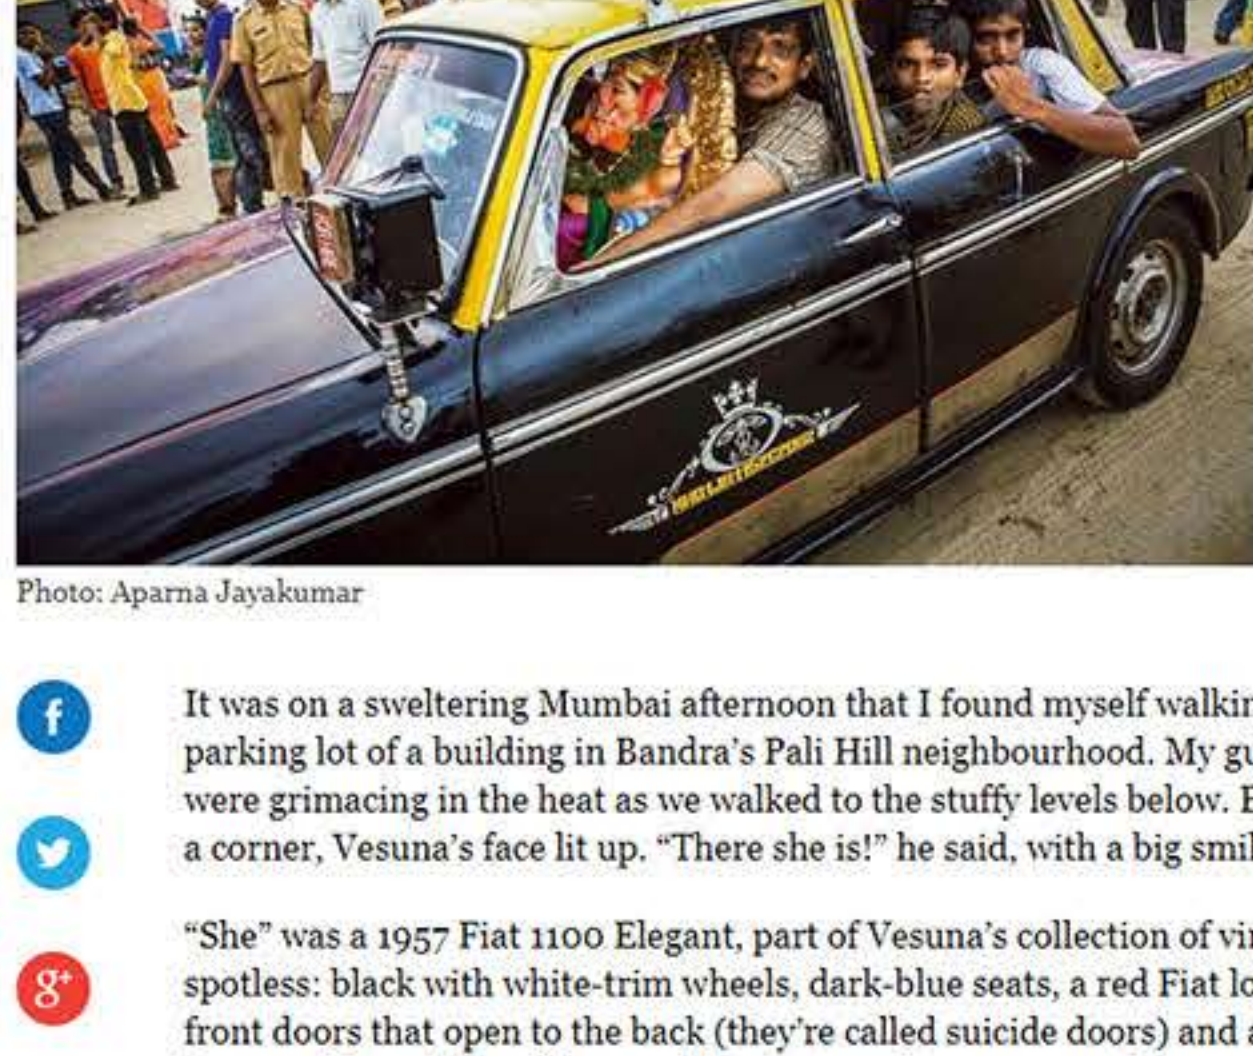 Photo: Aparna Jayakumar
It was on a sweltering Mumbai afternoon that I found myself walkin
parking lot of a building in Bandra's Pali Hill neighbourhood. My gu
were grimacing in the heat as we walked to the stuffy levels below.
a corner, Vesuna's face lit up. “There she is!” he said, with a big smil
“She” was a 1957 Fiat 1100 Elegant, part of Vesuna's collection of vin
spotless: black with white-trim wheels, dark-blue seats, a red Fiat lo
front doors that open to the back (they're called suicide doors) and a
f
g+